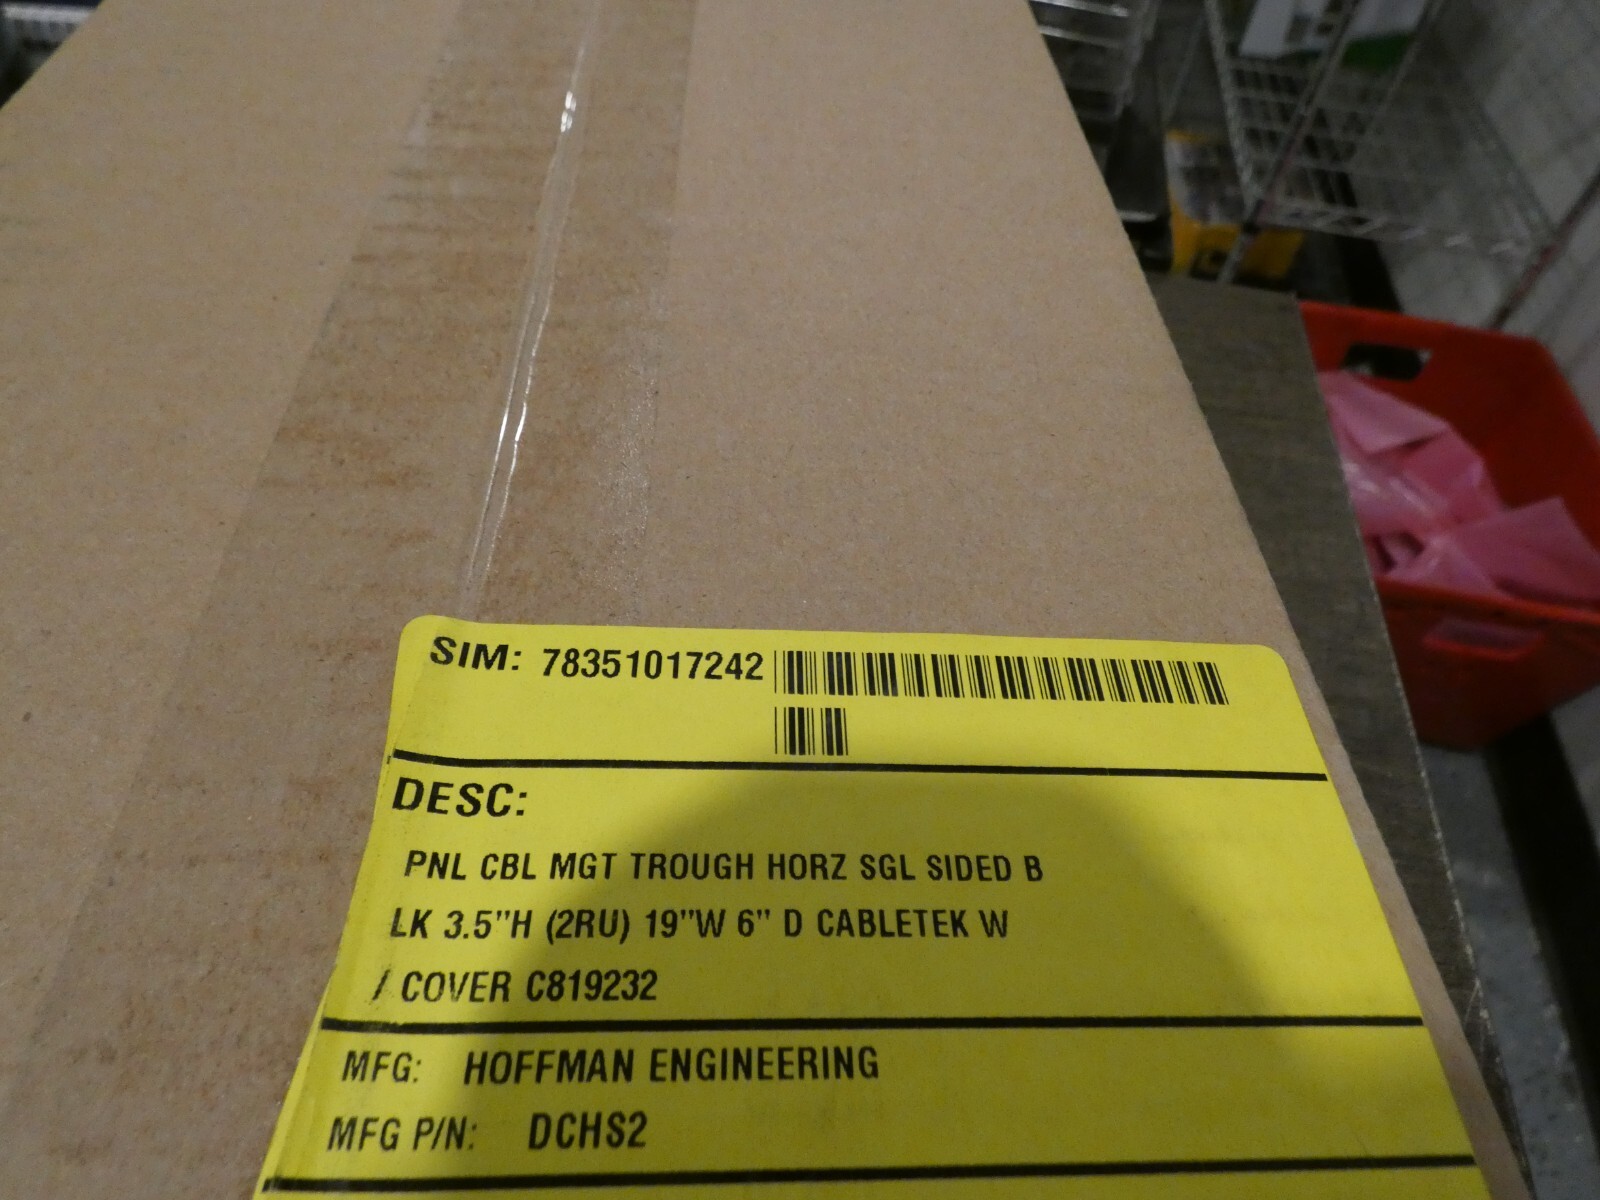 SIM: 78351017242
DESC:
PNL CBL MGT TROUGH HORZ SGL SIDED B
LK 3.5"H (2RU) 19"W 6" D CABLETEK W
/ COVER C819232
MFG: HOFFMAN ENGINEERING
MFG P/N: DCHS2